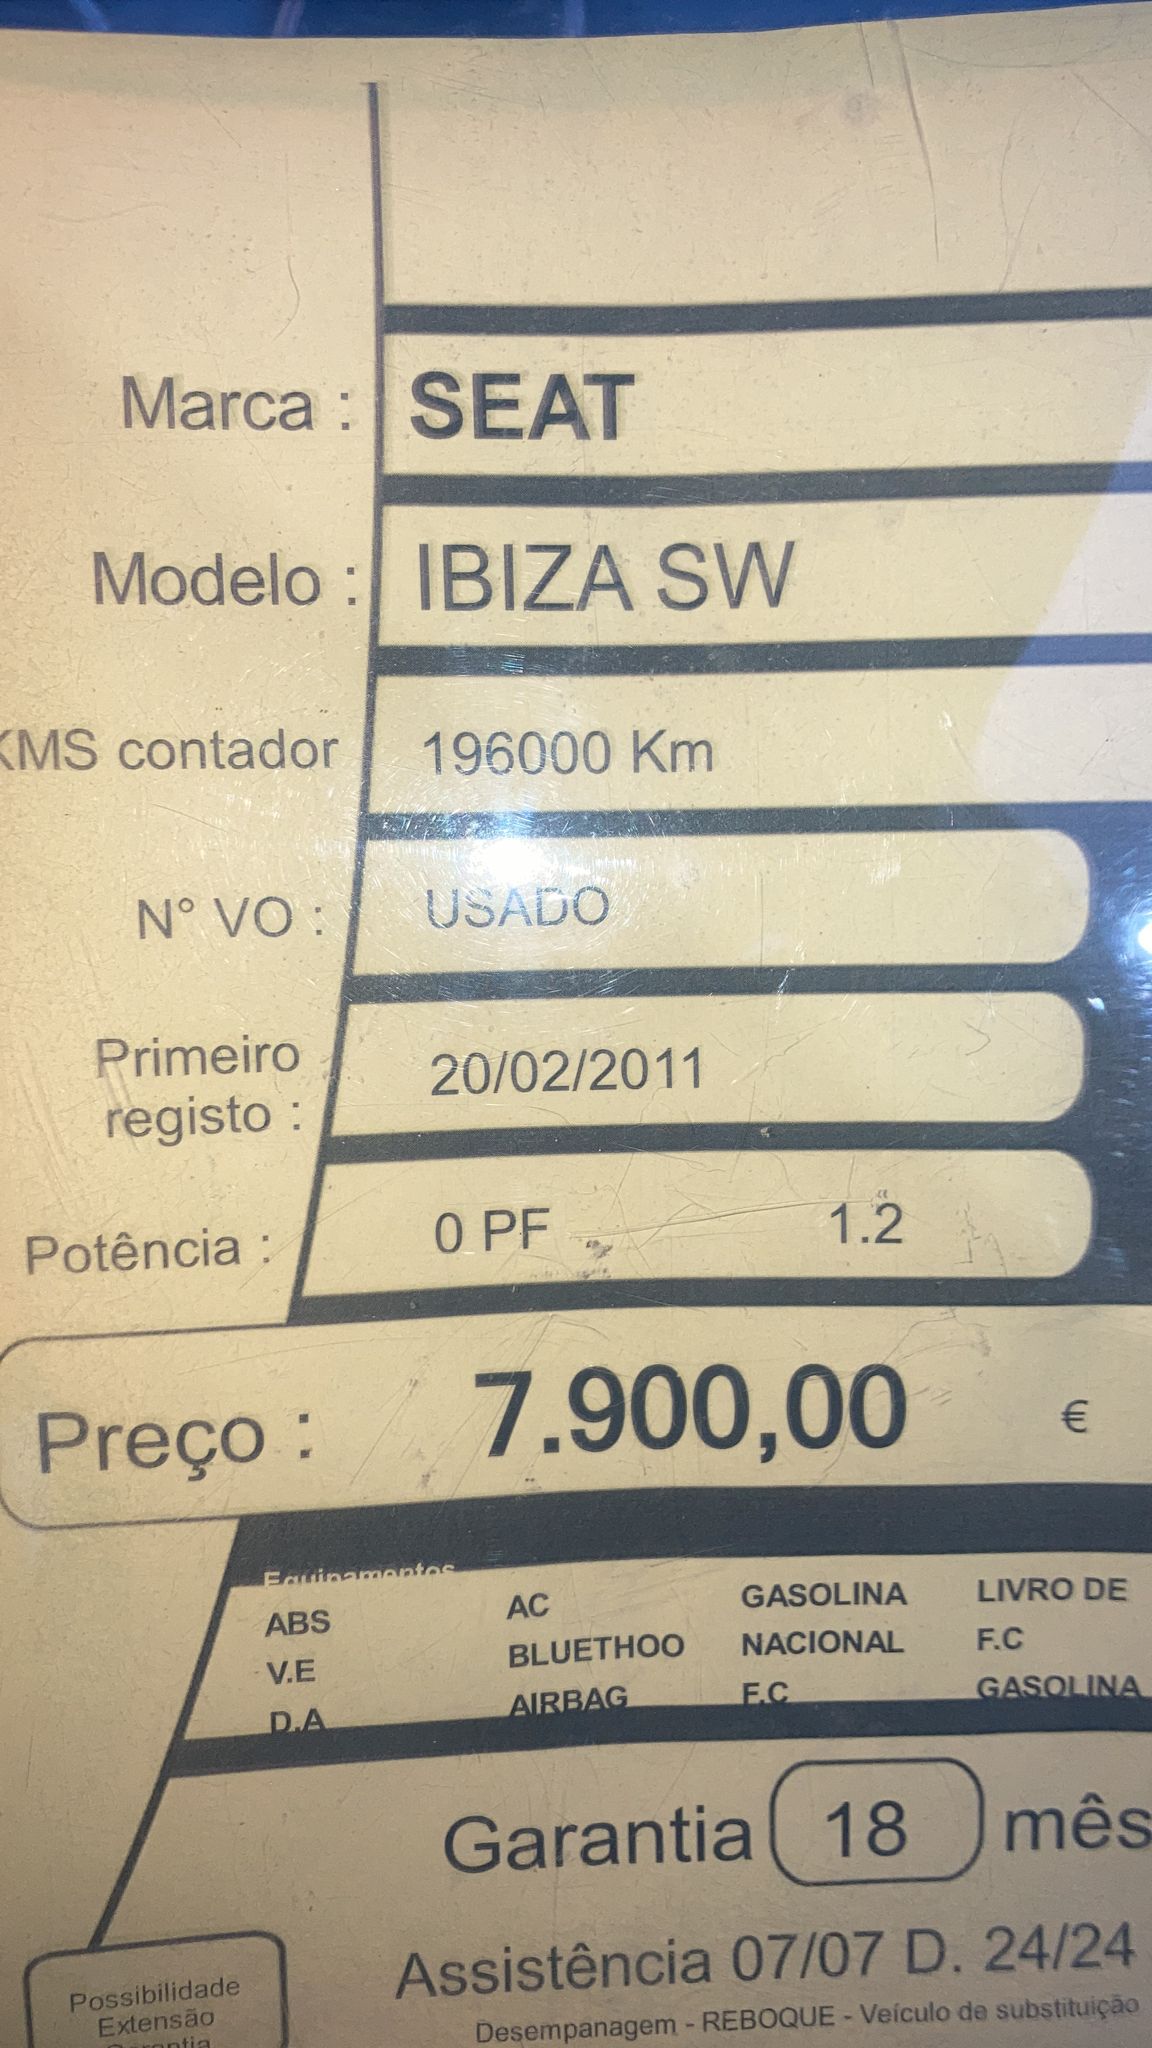 Marca : SEAT
Modelo : IBIZA SW
KMS contador 196000 Km
N° VO : USADO
Primeiro
registo : 20/02/2011
Potência : 0 PF 1.2
Preço : 7.900,00 €
Equipamentos
ABS AC GASOLINA LIVRO DE
V.E BLUETHOO NACIONAL F.C
D.A AIRBAG F.C GASOLINA
Garantia 18 mês
Assistência 07/07 D. 24/24
Desempanagem - REBOQUE - Veículo de substituição
Possibilidade
Extensão
Garantia